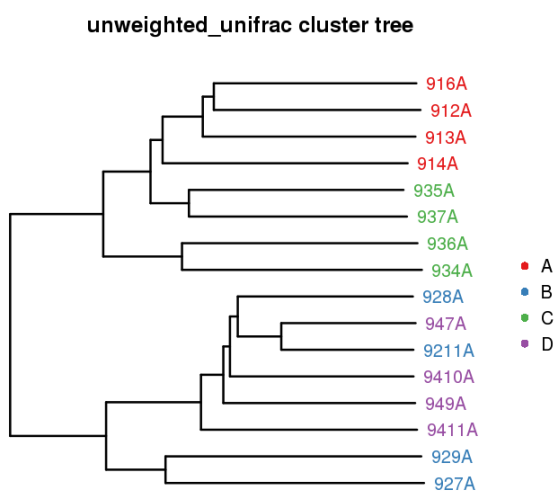 unweighted_unifrac cluster tree
916A
912A
913A
914A
935A
937A
936A
934A
928A
947A
9211A
9410A
949A
9411A
929A
927A
A
B
C
D